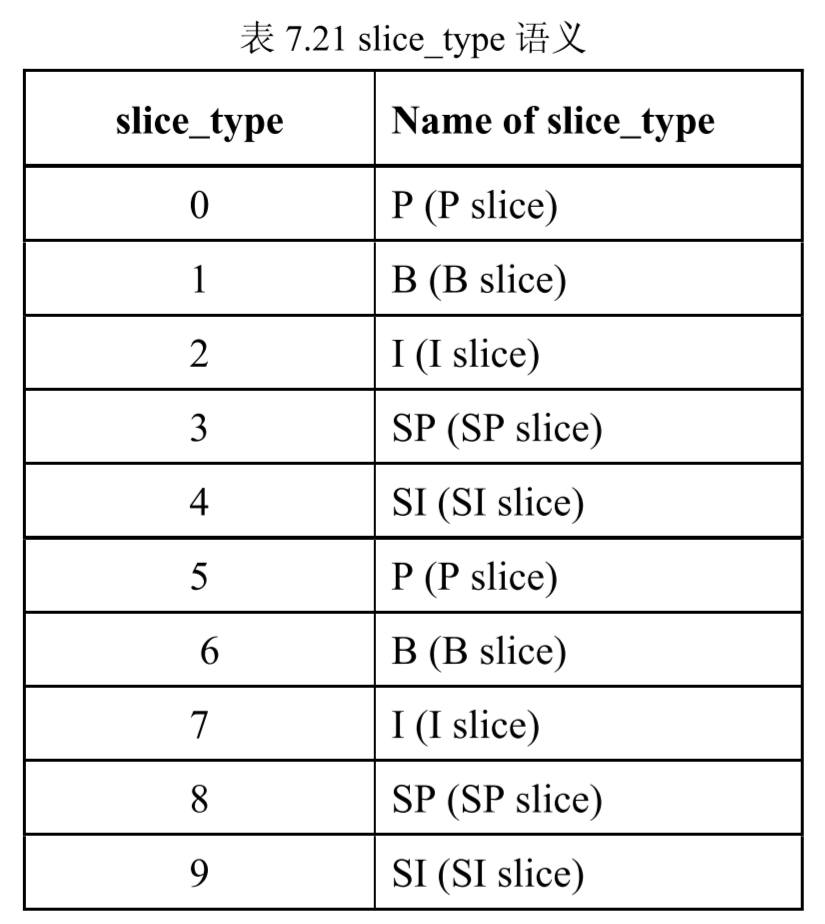 表 7.21 slice_type 语义
slice_type Name of slice_type
0 P (P slice)
1 B (B slice)
2 I (I slice)
3 SP (SP slice)
4 SI (SI slice)
5 P (P slice)
6 B (B slice)
7 I (I slice)
8 SP (SP slice)
9 SI (SI slice)